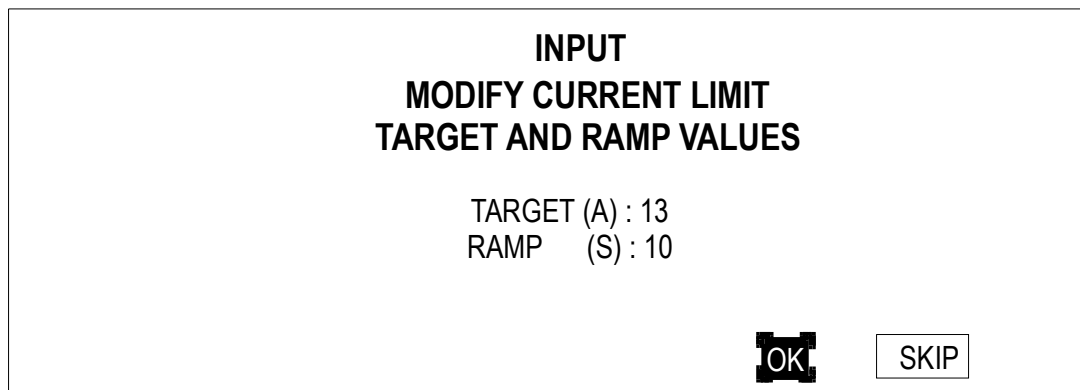 INPUT
MODIFY CURRENT LIMIT
TARGET AND RAMP VALUES
TARGET (A) : 13
RAMP (S) : 10
OK SKIP